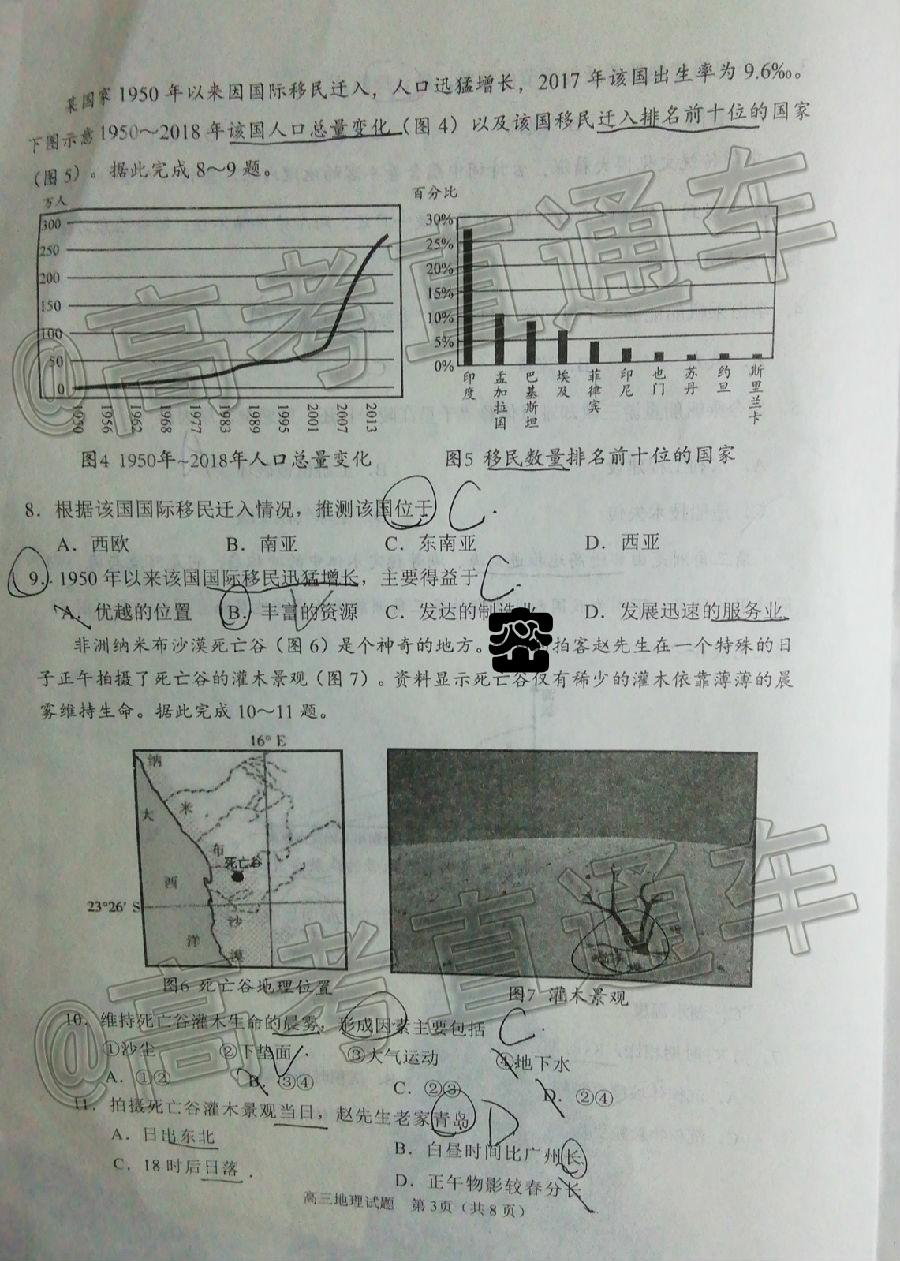 某国家1950年以来因国际移民迁入，人口迅猛增长，2017年该国出生率为9.6‰。
下图示意1950～2018年该国人口总量变化（图4）以及该国移民迁入排名前十位的国家
（图5）。据此完成8～9题。
万人
300
250
200
150
100
50
0
1950
1956
1962
1968
1977
1983
1989
1995
2001
2007
2013
图4 1950年~2018年人口总量变化
百分比
30%
25%
20%
15%
10%
5%
0%
印度
孟加拉国
巴基斯坦
埃及
菲律宾
印尼
也门
苏丹
约旦
斯里兰卡
图5 移民数量排名前十位的国家
8．根据该国国际移民迁入情况，推测该国位于 C .
A．西欧 B．南亚 C．东南亚 D．西亚
9．1950年以来该国国际移民迅猛增长，主要得益于 C
A．优越的位置 B．丰富的资源 C．发达的制造业 D．发展迅速的服务业
非洲纳米布沙漠死亡谷（图6）是个神奇的地方。拍客赵先生在一个特殊的日
子正午拍摄了死亡谷的灌木景观（图7）。资料显示死亡谷仅有稀少的灌木依靠薄薄的晨
雾维持生命。据此完成10～11题。
16° E
纳
米
布
沙
漠
大
西
洋
死亡谷
23°26′ S
图6 死亡谷地理位置
图7 灌木景观
10．维持死亡谷灌木生命的晨雾，形成因素主要包括 C
①沙尘 ②下垫面 ③大气运动 ④地下水
A．①② B．③④ C．②③ D．②④
11．拍摄死亡谷灌木景观当日，赵先生老家青岛 D
A．日出东北 B．白昼时间比广州长
C．18时后日落 D．正午物影较春分长
高三地理试题 第3页（共8页）
@高考直通车
@高考直通车